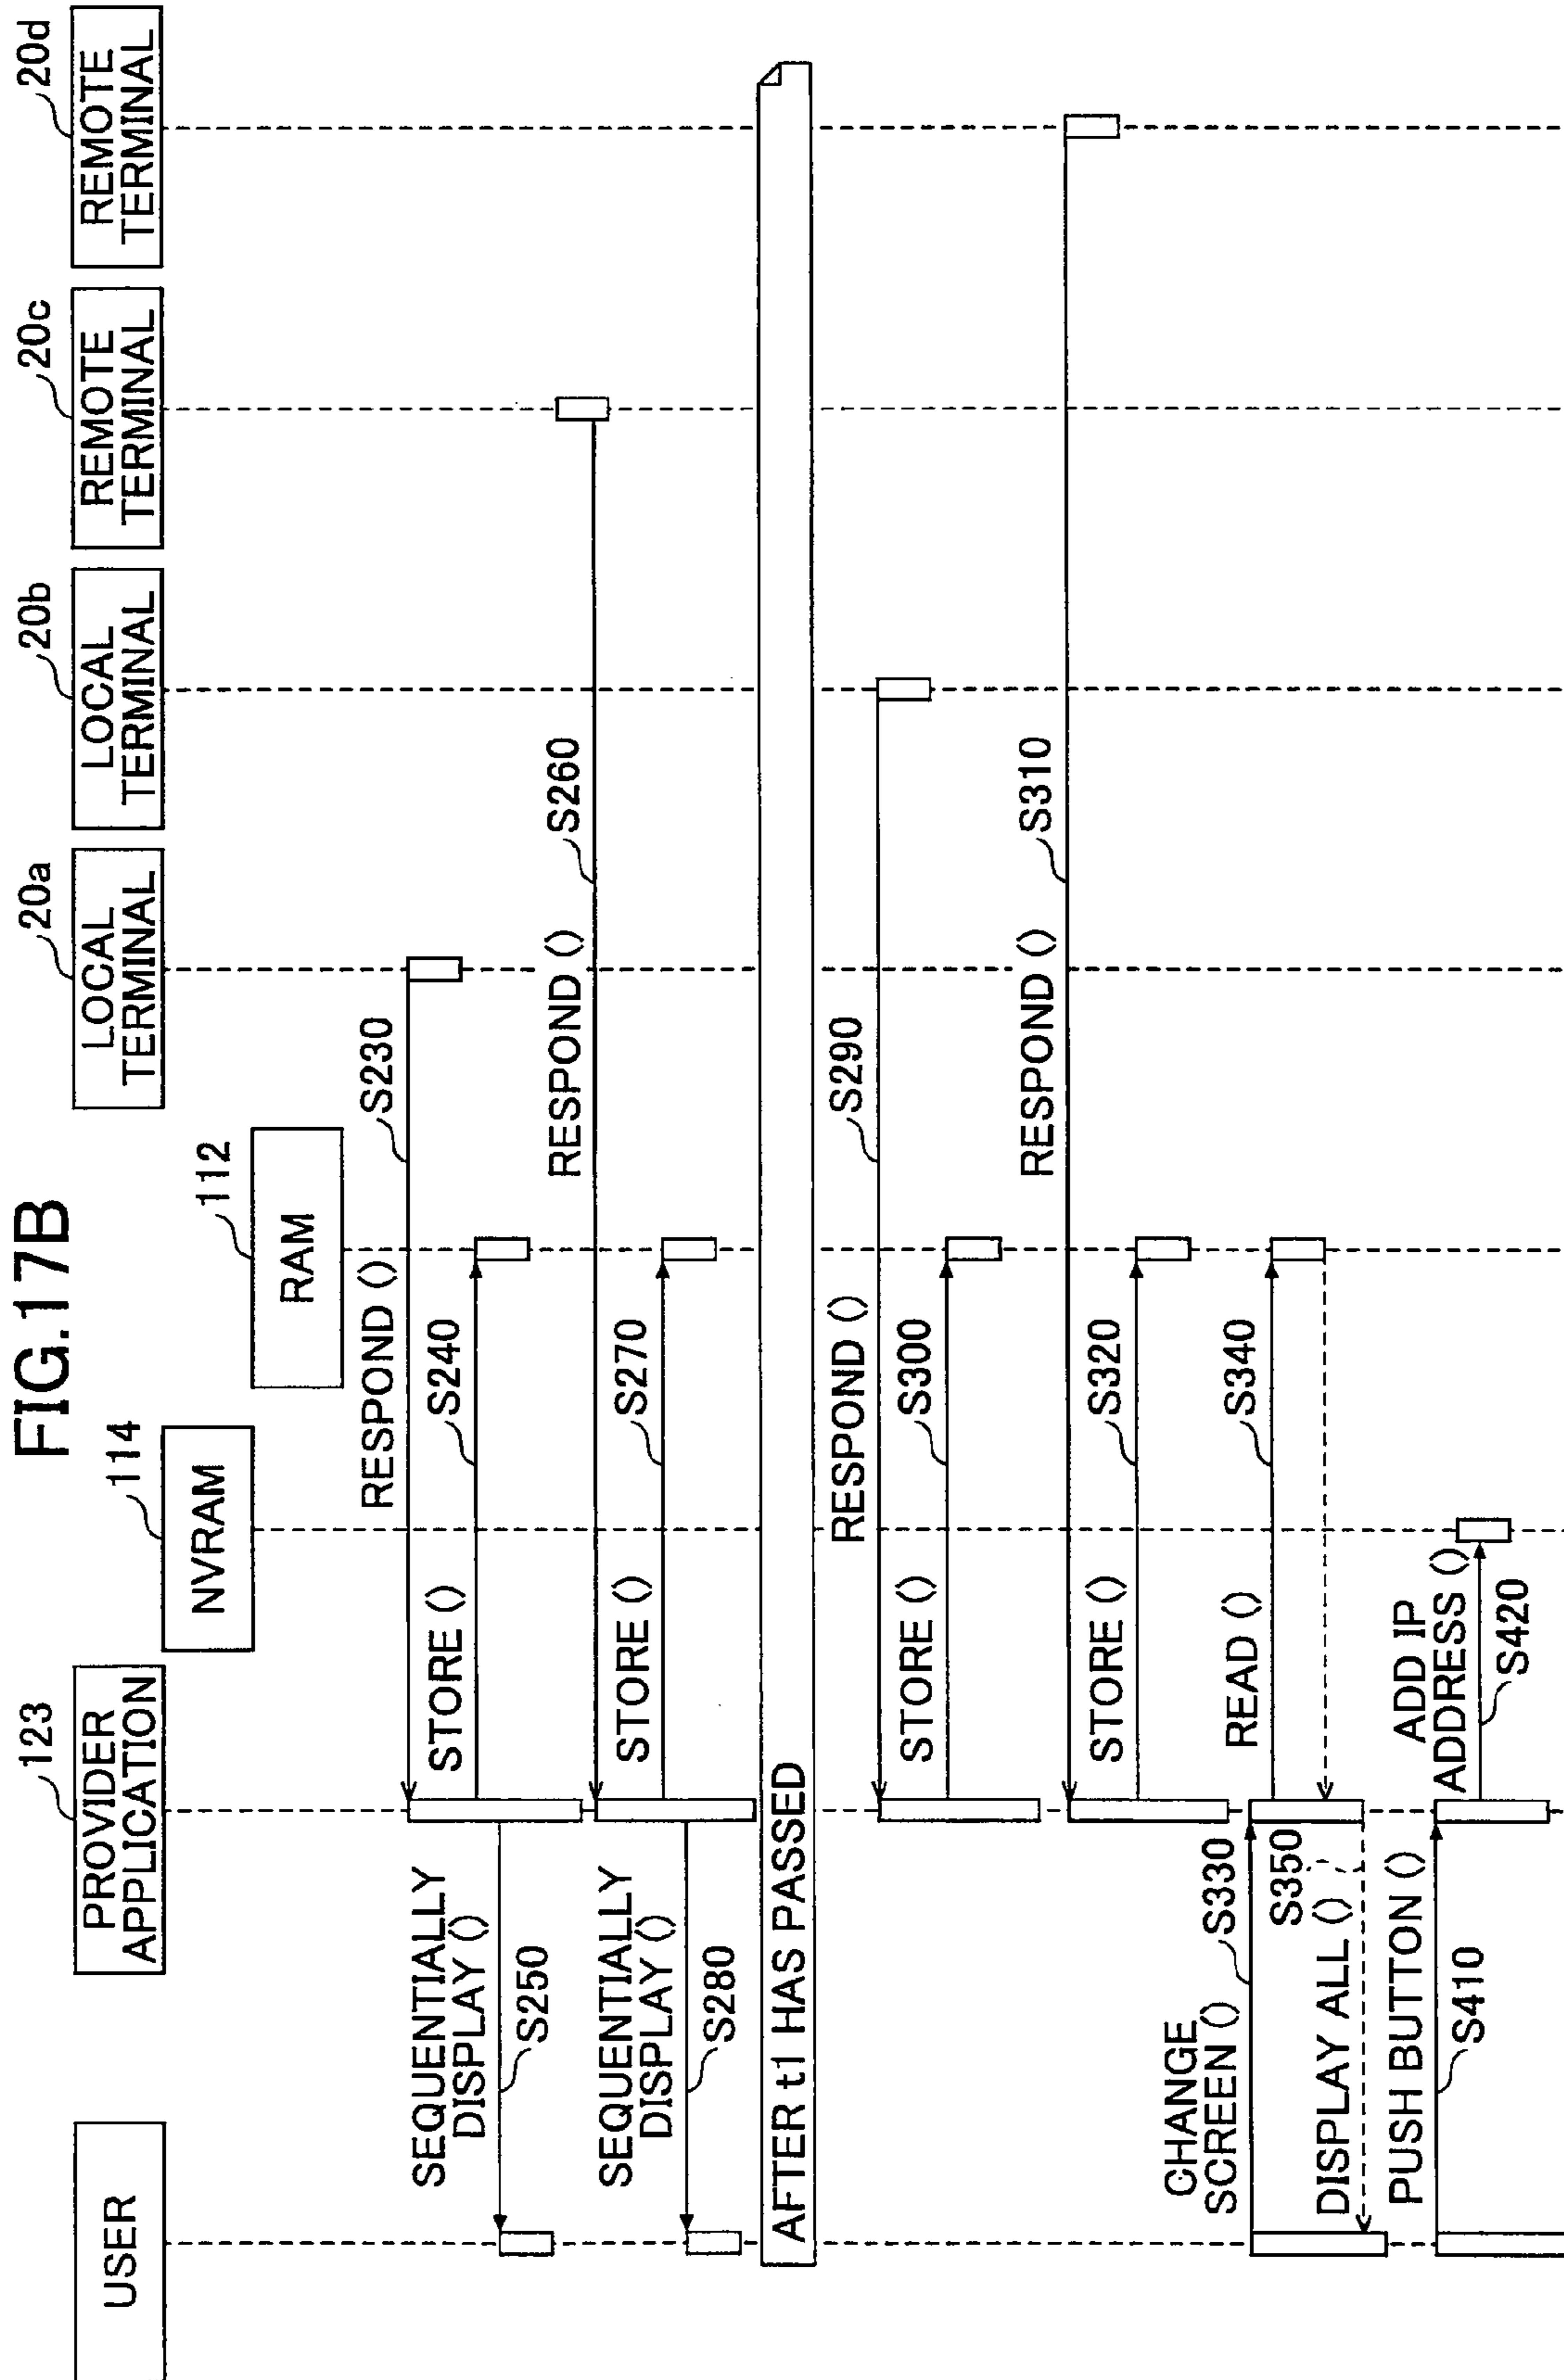 FIG.17B
USER
123
PROVIDER
APPLICATION
114
NVRAM
112
RAM
20a
LOCAL
TERMINAL
20b
LOCAL
TERMINAL
20c
REMOTE
TERMINAL
20d
REMOTE
TERMINAL
RESPOND ()
S230
STORE ()
S240
SEQUENTIALLY
DISPLAY ()
S250
RESPOND ()
S260
STORE ()
S270
SEQUENTIALLY
DISPLAY ()
S280
AFTER t1 HAS PASSED
RESPOND ()
S290
STORE ()
S300
RESPOND ()
S310
STORE ()
S320
CHANGE
SCREEN ()
S330
READ ()
S340
S350
DISPLAY ALL ()
PUSH BUTTON ()
S410
ADD IP
ADDRESS ()
S420